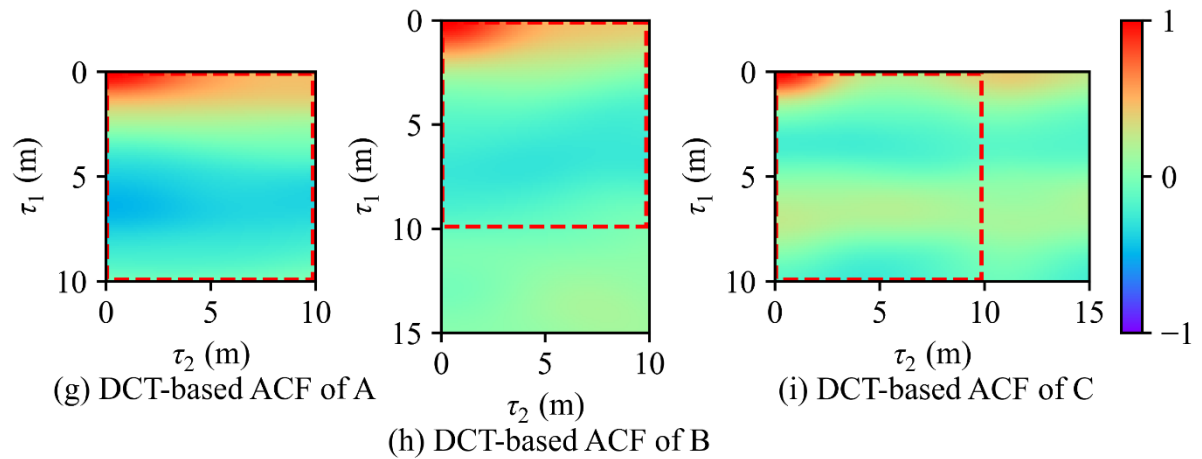 0
5
10
τ1 (m)
0
5
10
τ2 (m)
(g) DCT-based ACF of A
0
5
10
15
τ1 (m)
0
5
10
τ2 (m)
(h) DCT-based ACF of B
0
5
10
τ1 (m)
0
5
10
15
τ2 (m)
(i) DCT-based ACF of C
1
0
−1